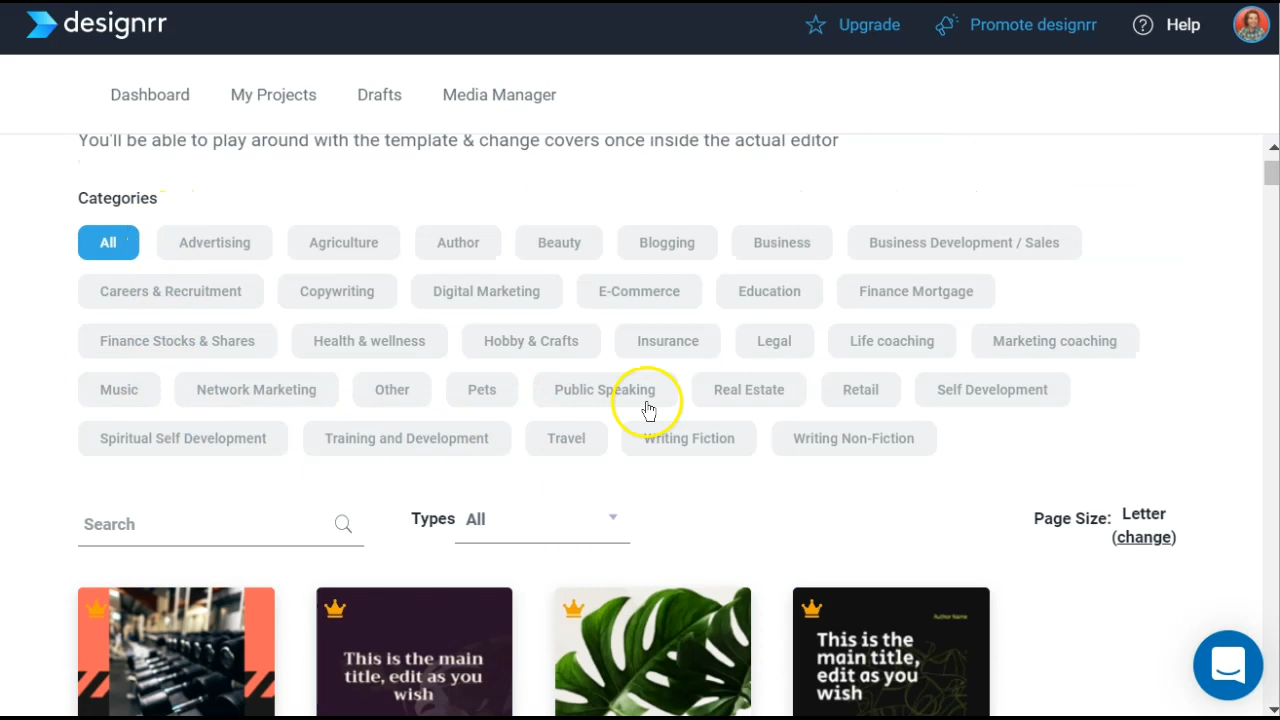 designrr
Upgrade
Promote designrr
Help
Dashboard
My Projects
Drafts
Media Manager
You'll be able to play around with the template & change covers once inside the actual editor
Categories
All
Advertising
Agriculture
Author
Beauty
Blogging
Business
Business Development / Sales
Careers & Recruitment
Copywriting
Digital Marketing
E-Commerce
Education
Finance Mortgage
Finance Stocks & Shares
Health & wellness
Hobby & Crafts
Insurance
Legal
Life coaching
Marketing coaching
Music
Network Marketing
Other
Pets
Public Speaking
Real Estate
Retail
Self Development
Spiritual Self Development
Training and Development
Travel
Writing Fiction
Writing Non-Fiction
Search
Types
All
Page Size:
Letter
(change)
This is the main
title, edit as you
wish
Author Name
This is the
main title,
edit as you
wish